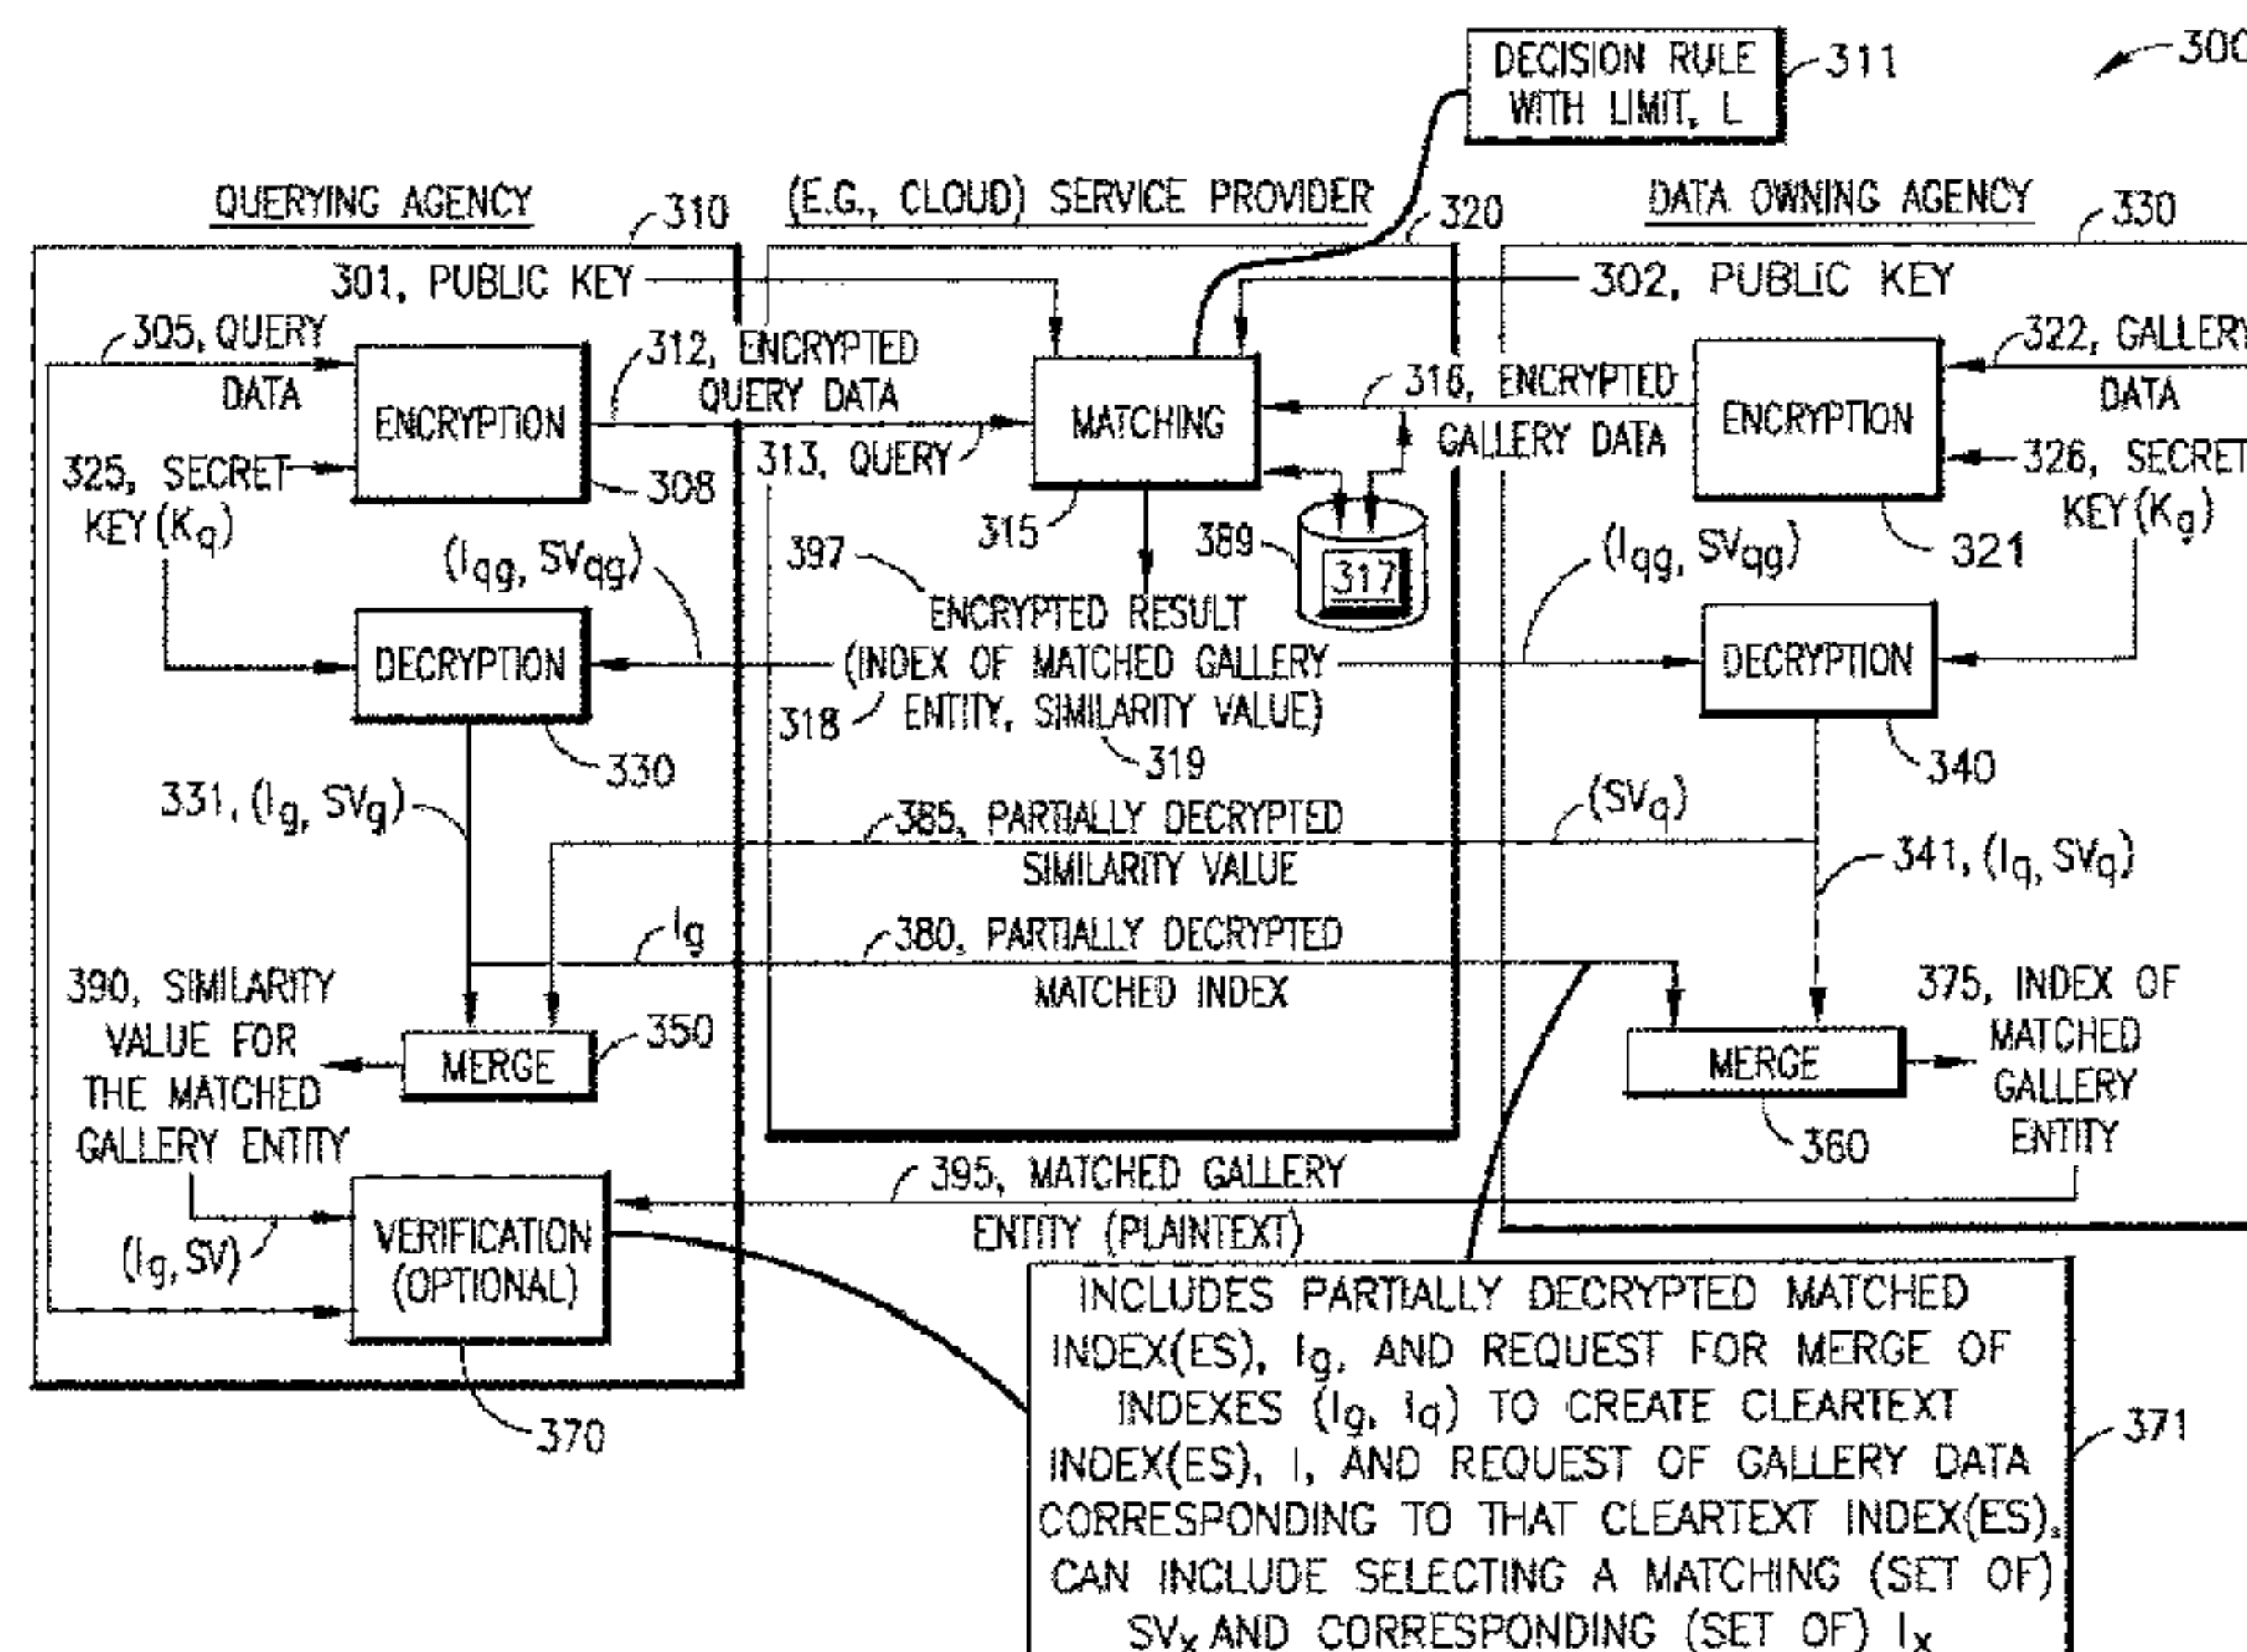 DECISION RULE
WITH LIMIT, L
311
300
QUERYING AGENCY
310
(E.G., CLOUD) SERVICE PROVIDER
320
DATA OWNING AGENCY
330
301, PUBLIC KEY
302, PUBLIC KEY
305, QUERY
DATA
ENCRYPTION
308
325, SECRET
KEY (Kq)
312, ENCRYPTED
QUERY DATA
313, QUERY
MATCHING
315
316, ENCRYPTED
GALLERY DATA
389
317
ENCRYPTION
321
322, GALLERY
DATA
326, SECRET
KEY (Kg)
(Iqg, SVqg)
397
ENCRYPTED RESULT
(INDEX OF MATCHED GALLERY
ENTITY, SIMILARITY VALUE)
318
319
(Iqg, SVqg)
DECRYPTION
330
DECRYPTION
340
331, (Ig, SVg)
385, PARTIALLY DECRYPTED
SIMILARITY VALUE
(SVq)
341, (Iq, SVq)
Ig
380, PARTIALLY DECRYPTED
MATCHED INDEX
390, SIMILARITY
VALUE FOR
THE MATCHED
GALLERY ENTITY
MERGE
350
MERGE
360
375, INDEX OF
MATCHED
GALLERY
ENTITY
395, MATCHED GALLERY
ENTITY (PLAINTEXT)
(Ig, SV)
VERIFICATION
(OPTIONAL)
370
INCLUDES PARTIALLY DECRYPTED MATCHED
INDEX(ES), Ig, AND REQUEST FOR MERGE OF
INDEXES (Ig, Iq) TO CREATE CLEARTEXT
INDEX(ES), I, AND REQUEST OF GALLERY DATA
CORRESPONDING TO THAT CLEARTEXT INDEX(ES).
CAN INCLUDE SELECTING A MATCHING (SET OF)
SVx AND CORRESPONDING (SET OF) Ix
371